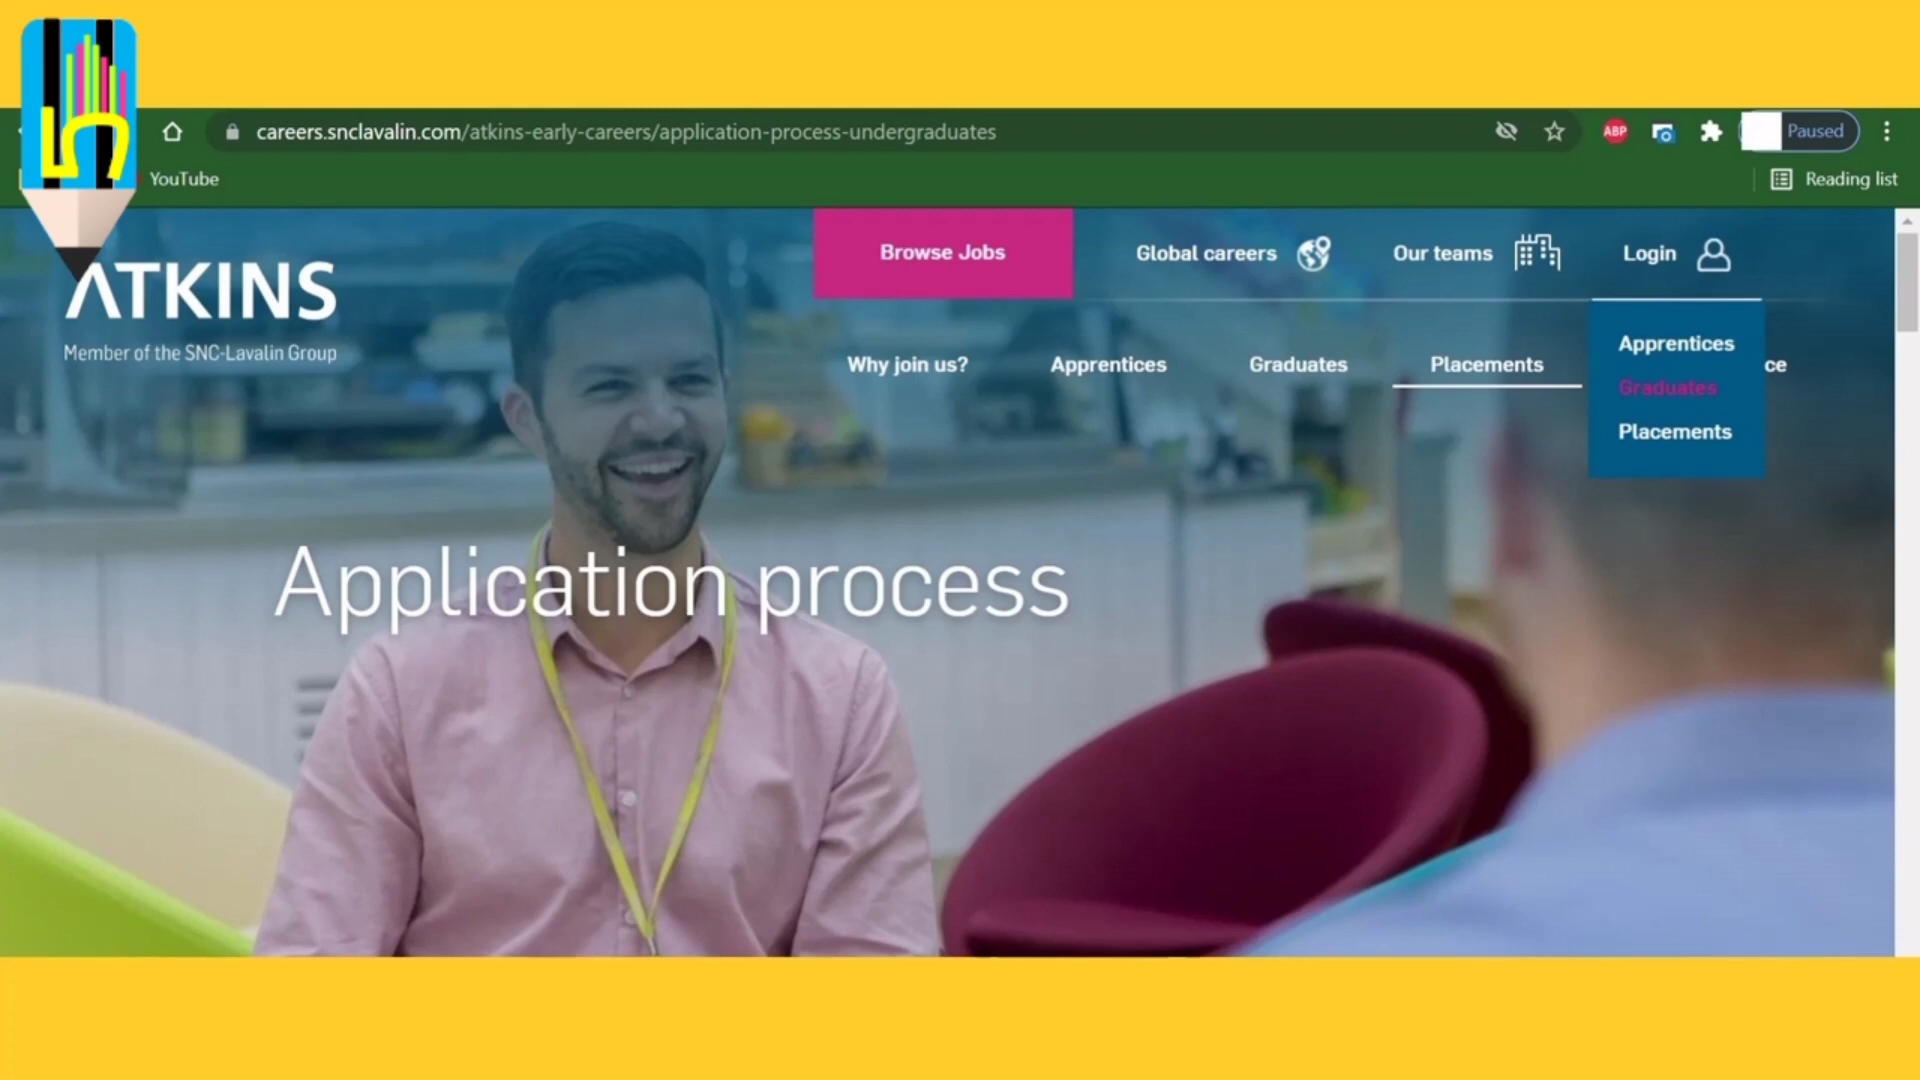 careers.snclavalin.com/atkins-early-careers/application-process-undergraduates
ABP
Paused
YouTube
Reading list
ATKINS
Member of the SNC-Lavalin Group
Browse Jobs
Global careers
Our teams
Login
Why join us?
Apprentices
Graduates
Placements
ce
Apprentices
Graduates
Placements
Application process